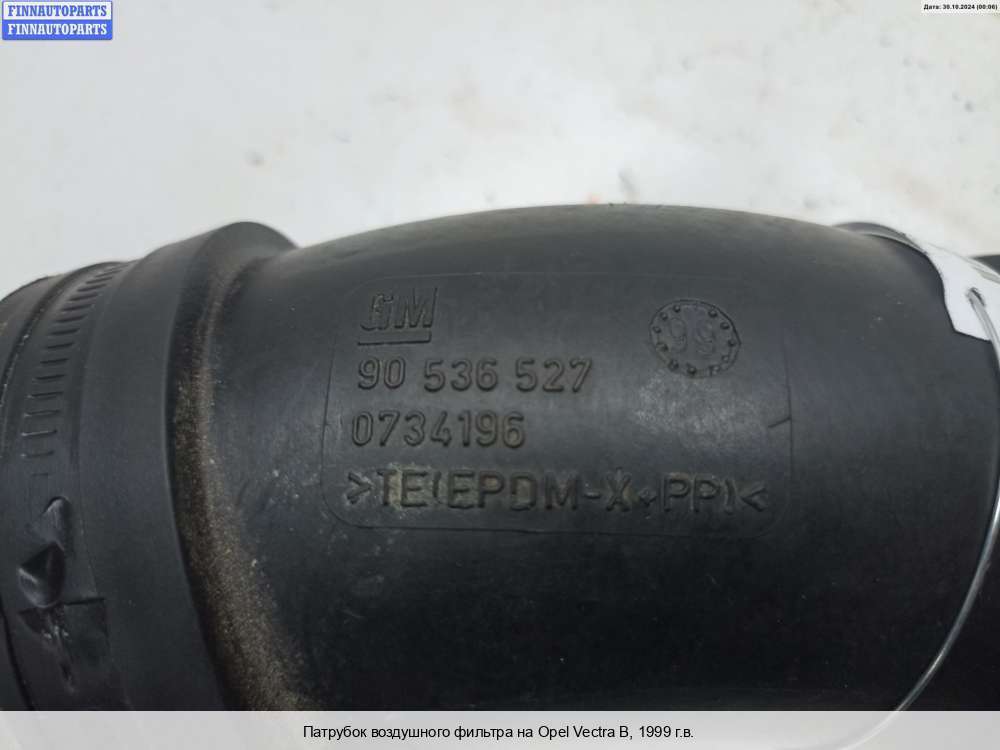 FINNAUTOPARTS
FINNAUTOPARTS
Дата: 30.10.2024 (00:06)
GM
90 536 527
0734196
>TE(EPDM-X+PP)<
Патрубок воздушного фильтра на Opel Vectra B, 1999 г.в.